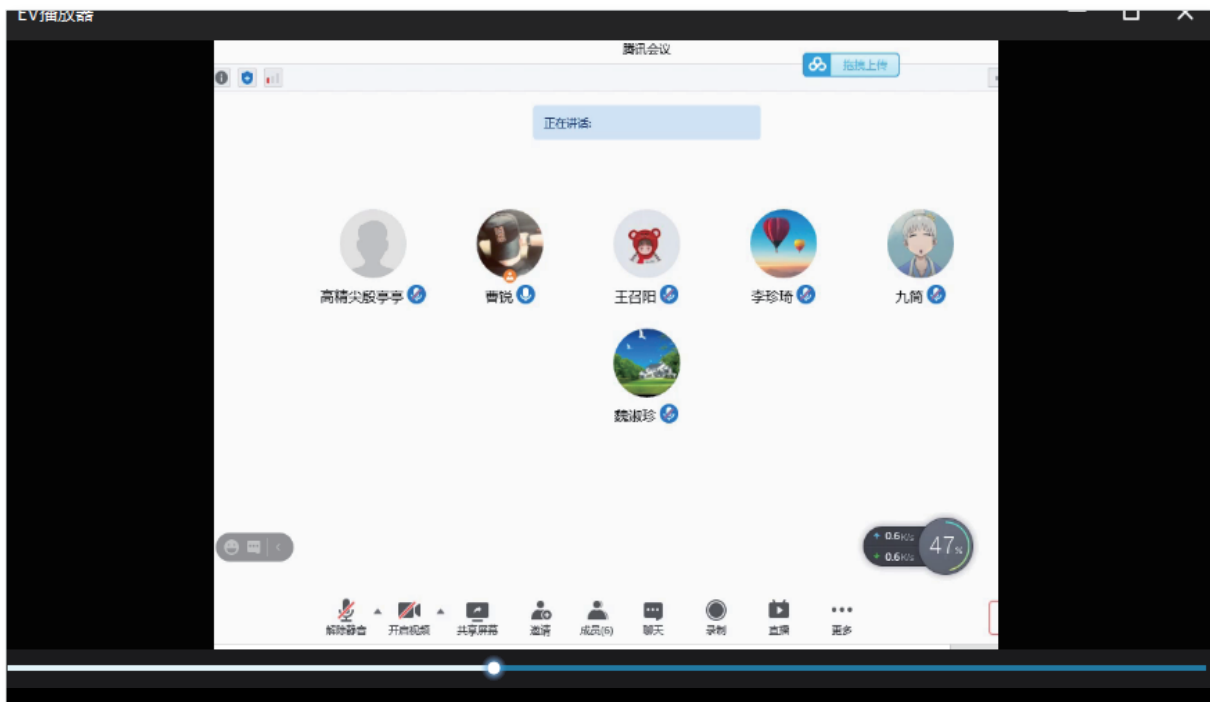 EV播放器
腾讯会议
拖拽上传
正在讲话:
高精尖殷亭亭 曹锐 王召阳 李珍琦 九简
魏淑珍
0.6K/s
47%
0.6K/s
解除静音 开启视频 共享屏幕 邀请 成员(6) 聊天 录制 直播 更多